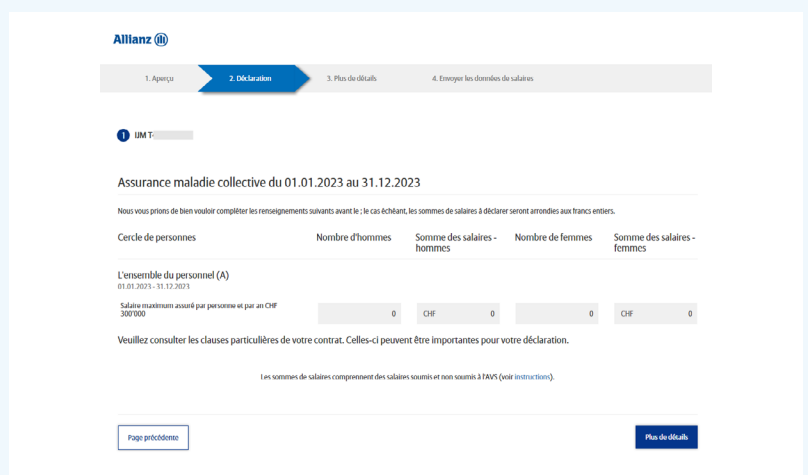 Allianz
1. Aperçu
2. Déclaration
3. Plus de détails
4. Envoyer les données de salaires
1 IJM T-
Assurance maladie collective du 01.01.2023 au 31.12.2023
Nous vous prions de bien vouloir compléter les renseignements suivants avant le ; le cas échéant, les sommes de salaires à déclarer seront arrondies aux francs entiers.
Cercle de personnes Nombre d'hommes Somme des salaires - Nombre de femmes Somme des salaires -
hommes femmes
L'ensemble du personnel (A)
01.01.2023 - 31.12.2023
Salaire maximum assuré par personne et par an CHF
300'000 0 CHF 0 0 CHF 0
Veuillez consulter les clauses particulières de votre contrat. Celles-ci peuvent être importantes pour votre déclaration.
Les sommes de salaires comprennent des salaires soumis et non soumis à l'AVS (voir instructions).
Page précédente
Plus de détails